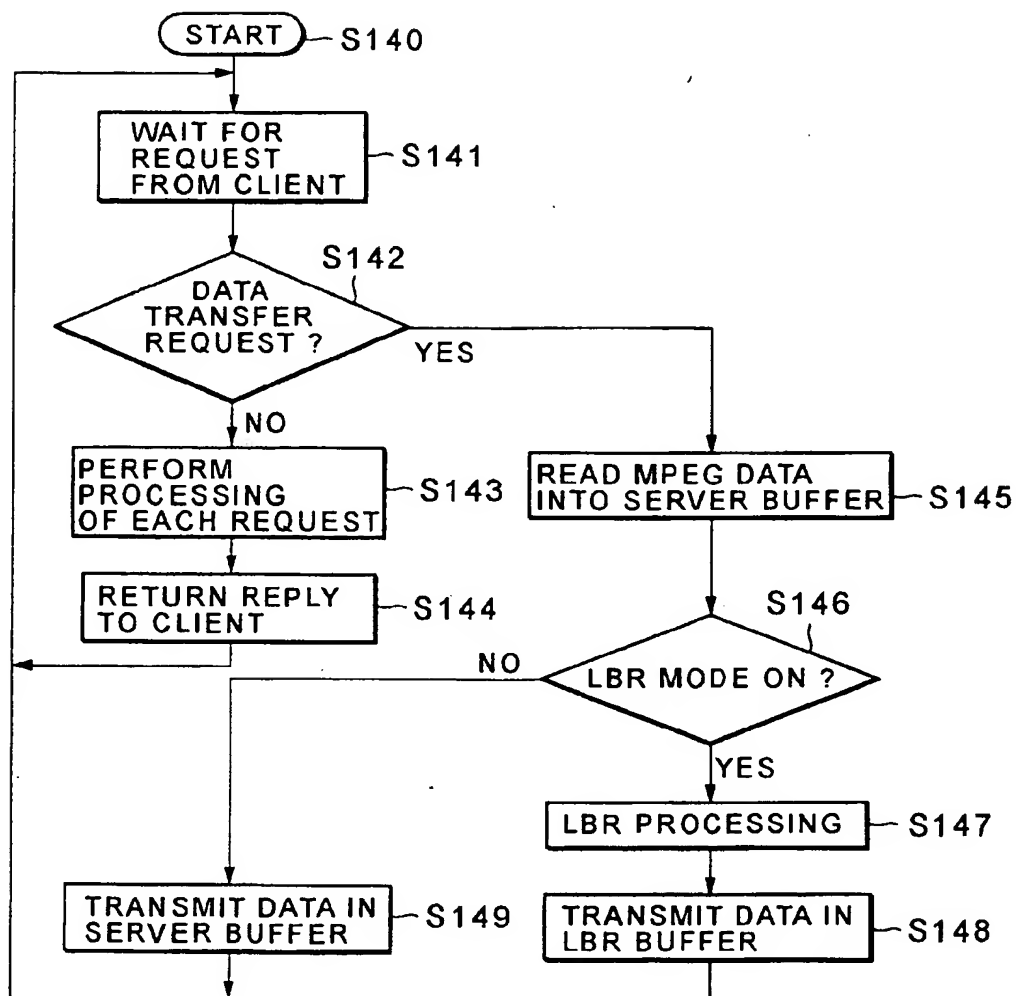 START
S140
WAIT FOR
REQUEST
FROM CLIENT
S141
S142
DATA
TRANSFER
REQUEST ?
YES
NO
PERFORM
PROCESSING
OF EACH REQUEST
S143
READ MPEG DATA
INTO SERVER BUFFER
S145
RETURN REPLY
TO CLIENT
S144
S146
NO
LBR MODE ON ?
YES
LBR PROCESSING
S147
TRANSMIT DATA IN
SERVER BUFFER
S149
TRANSMIT DATA IN
LBR BUFFER
S148